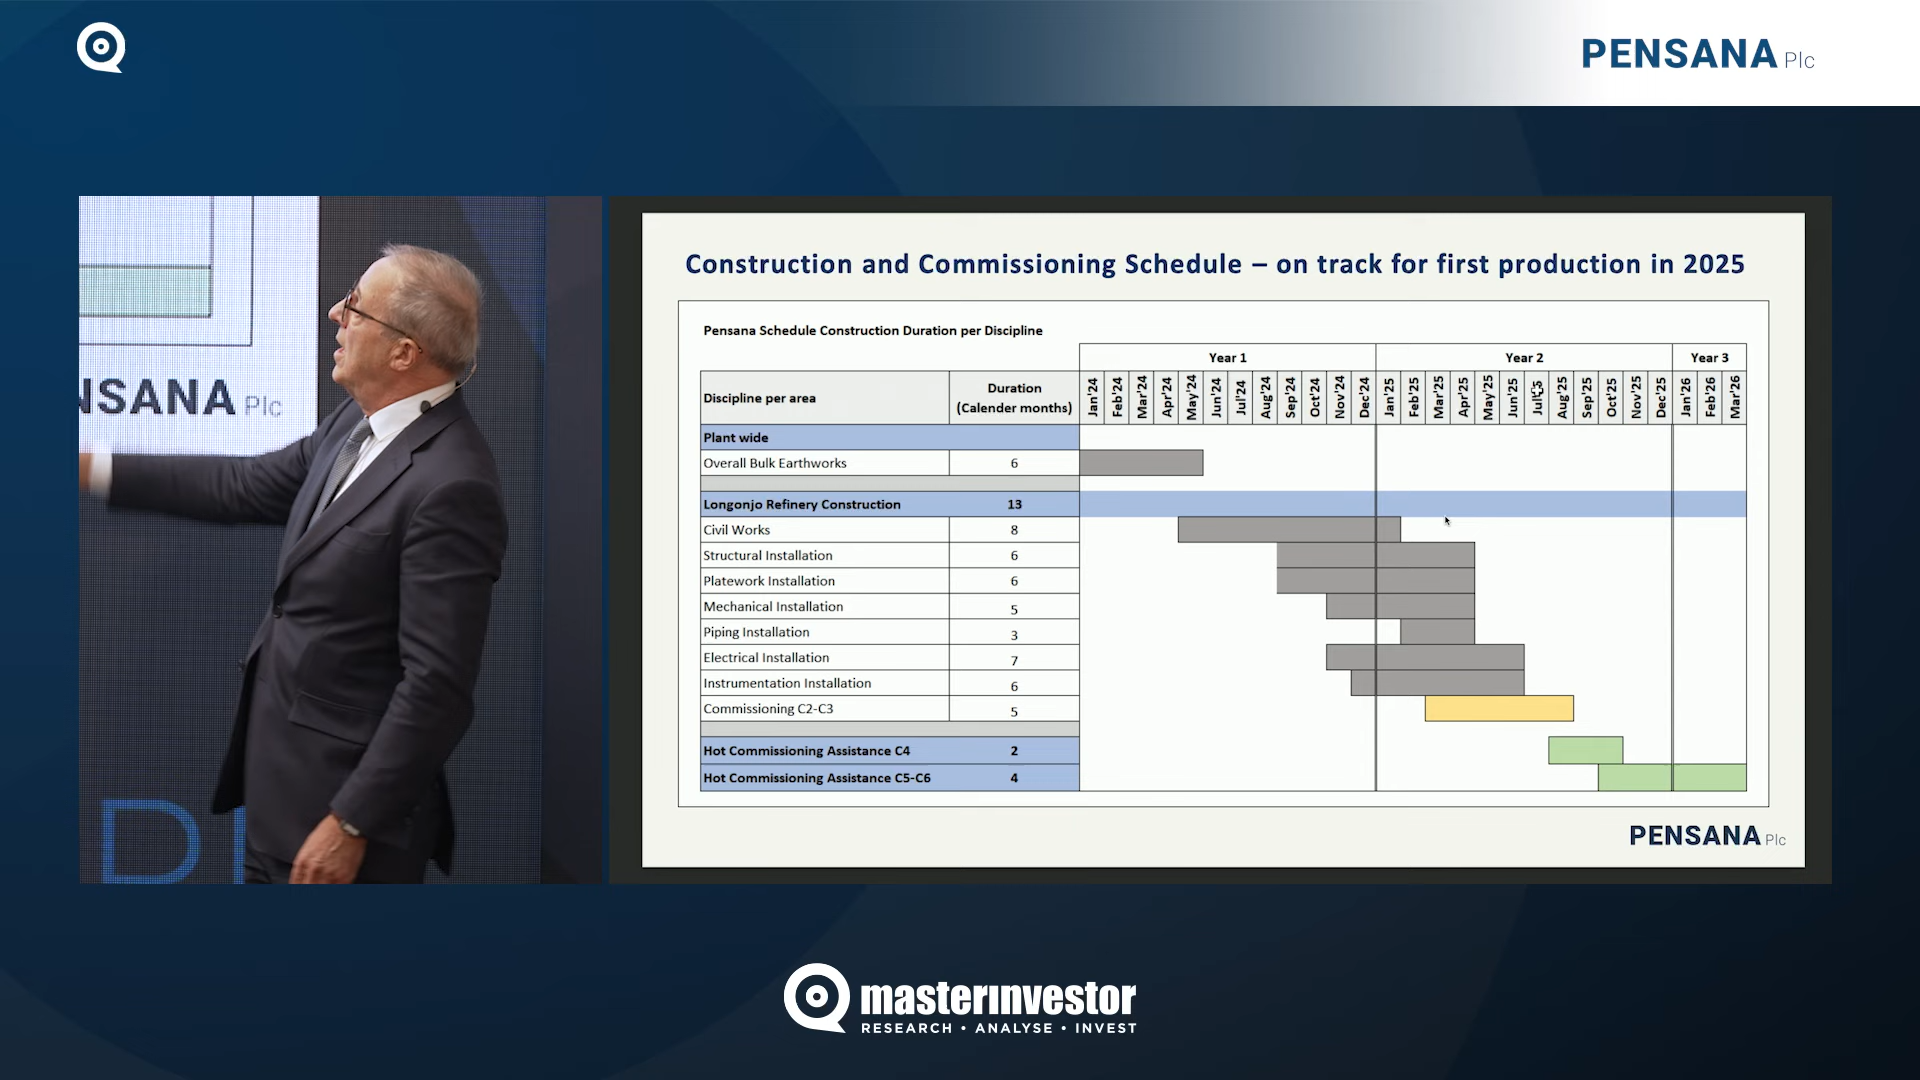 PENSANA Plc
NSANA Plc
Construction and Commissioning Schedule – on track for first production in 2025
Pensana Schedule Construction Duration per Discipline
Year 1 Year 2 Year 3
Discipline per area Duration (Calender months) Jan'24 Feb'24 Mar'24 Apr'24 May'24 Jun'24 Jul'24 Aug'24 Sep'24 Oct'24 Nov'24 Dec'24 Jan'25 Feb'25 Mar'25 Apr'25 May'25 Jun'25 Jul'25 Aug'25 Sep'25 Oct'25 Nov'25 Dec'25 Jan'26 Feb'26 Mar'26
Plant wide
Overall Bulk Earthworks 6
Longonjo Refinery Construction 13
Civil Works 8
Structural Installation 6
Platework Installation 6
Mechanical Installation 5
Piping Installation 3
Electrical Installation 7
Instrumentation Installation 6
Commissioning C2-C3 5
Hot Commissioning Assistance C4 2
Hot Commissioning Assistance C5-C6 4
PENSANA Plc
masterinvestor
RESEARCH • ANALYSE • INVEST